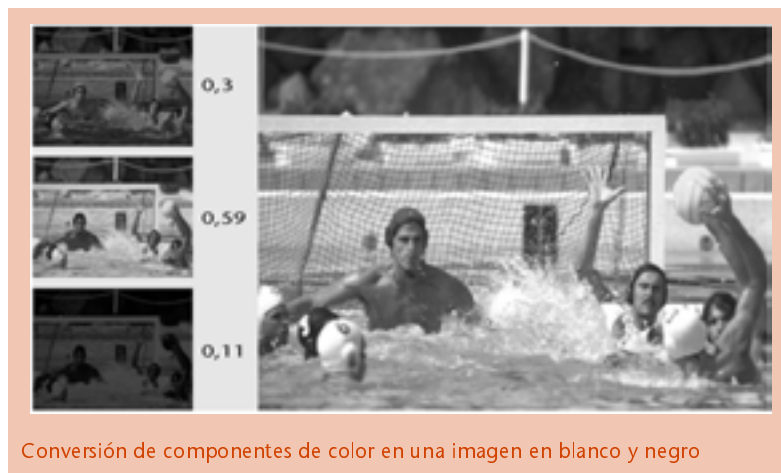 0,3
0,59
0,11
Conversión de componentes de color en una imagen en blanco y negro